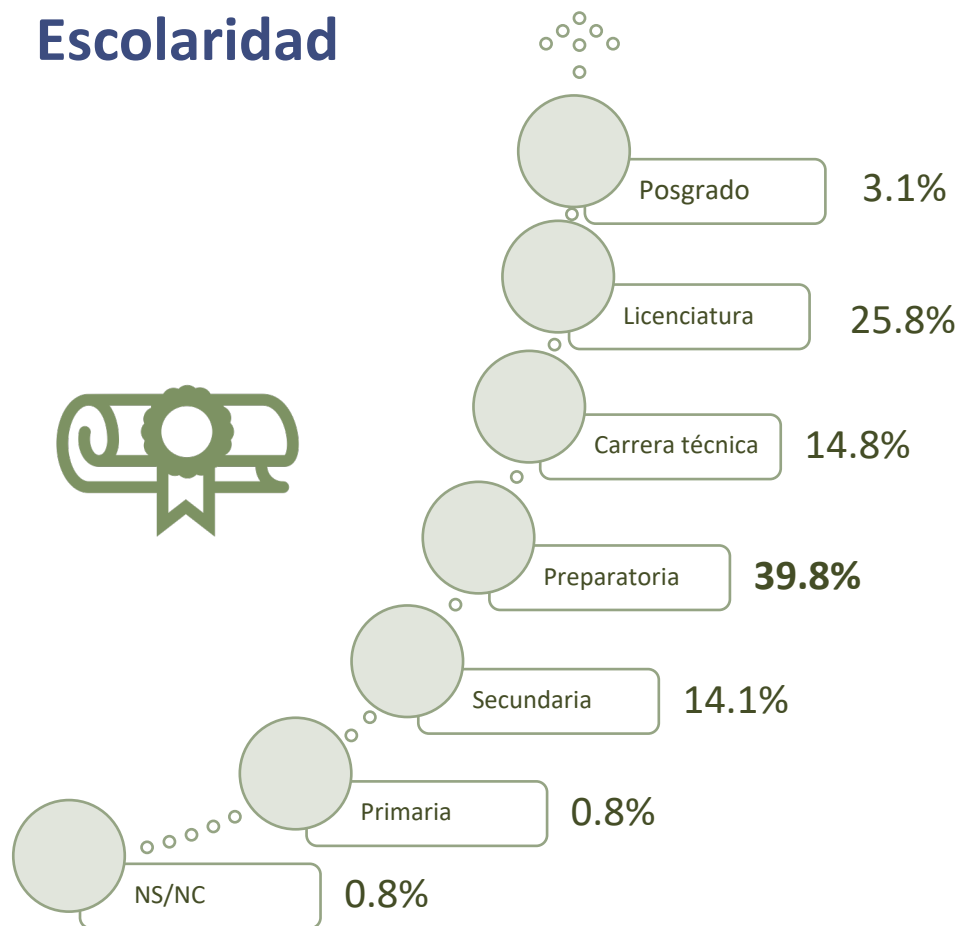 Escolaridad
Posgrado 3.1%
Licenciatura 25.8%
Carrera técnica 14.8%
Preparatoria 39.8%
Secundaria 14.1%
Primaria 0.8%
NS/NC 0.8%